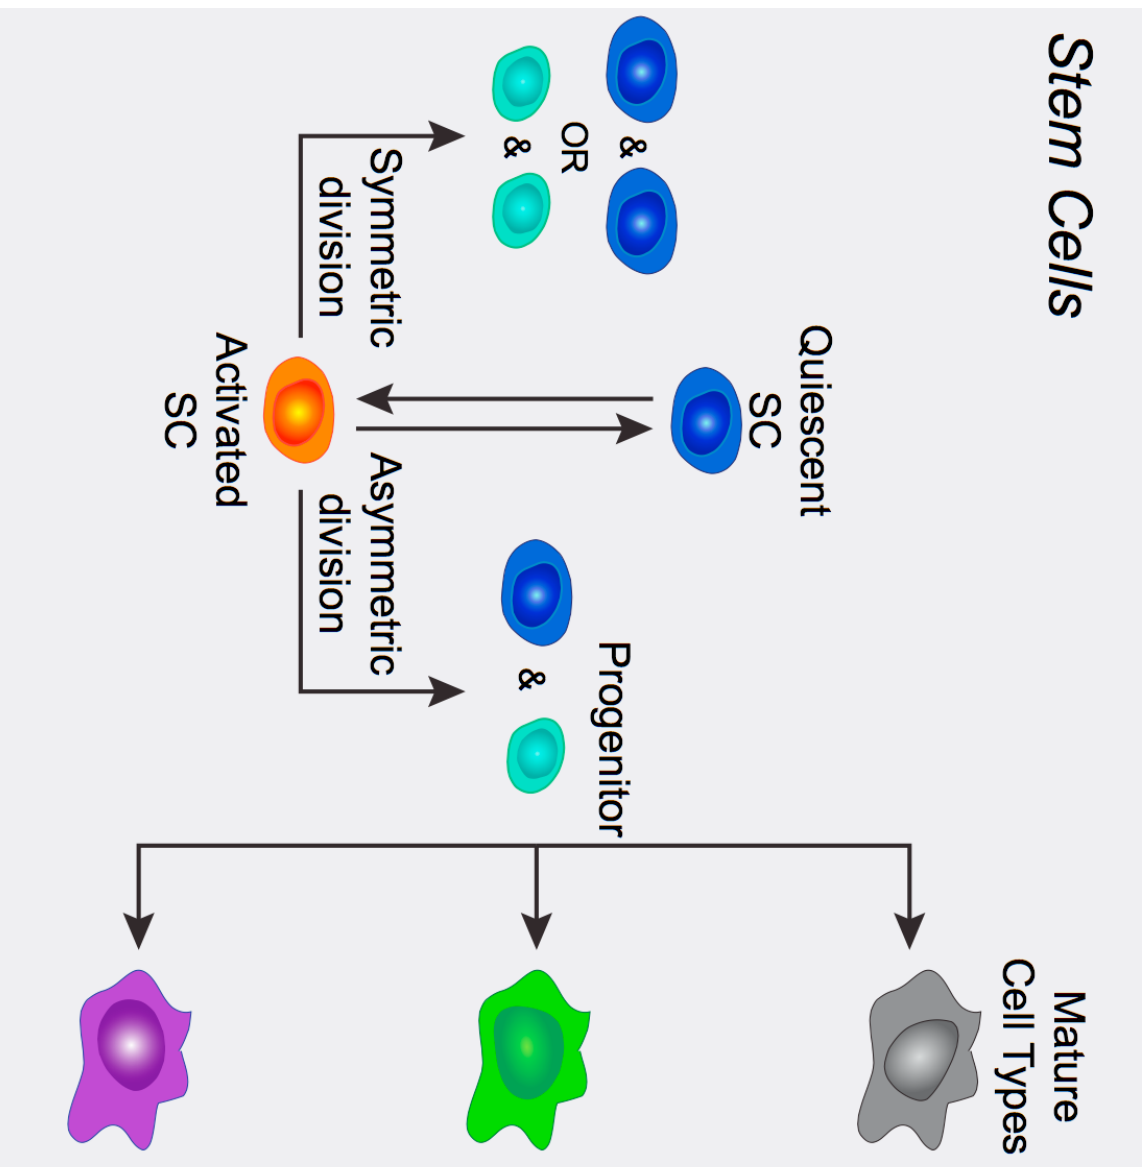 Stem Cells
Quiescent
SC
&
OR
&
Symmetric
division
Activated
SC
Asymmetric
division
Progenitor
&
Mature
Cell Types